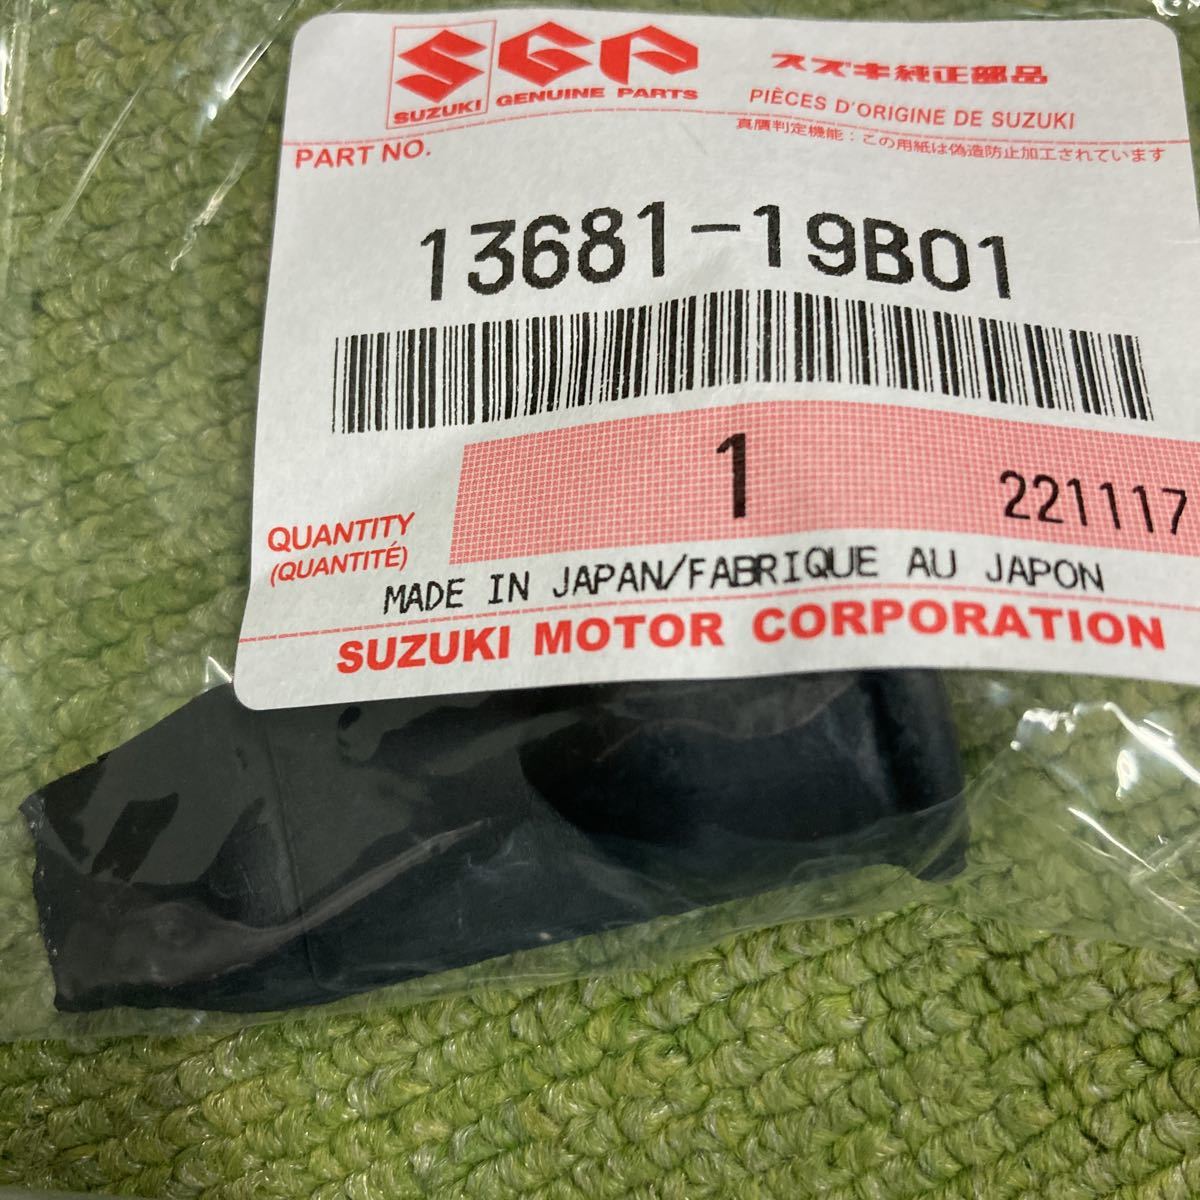 SUZUKI
SGP
GENUINE PARTS
スズキ純正部品
PIÈCES D'ORIGINE DE SUZUKI
真贋判定機能：この用紙は偽造防止加工されています
PART NO.
13681-19B01
1
221117
QUANTITY
(QUANTITÉ)
MADE IN JAPAN/FABRIQUE AU JAPON
SUZUKI MOTOR CORPORATION